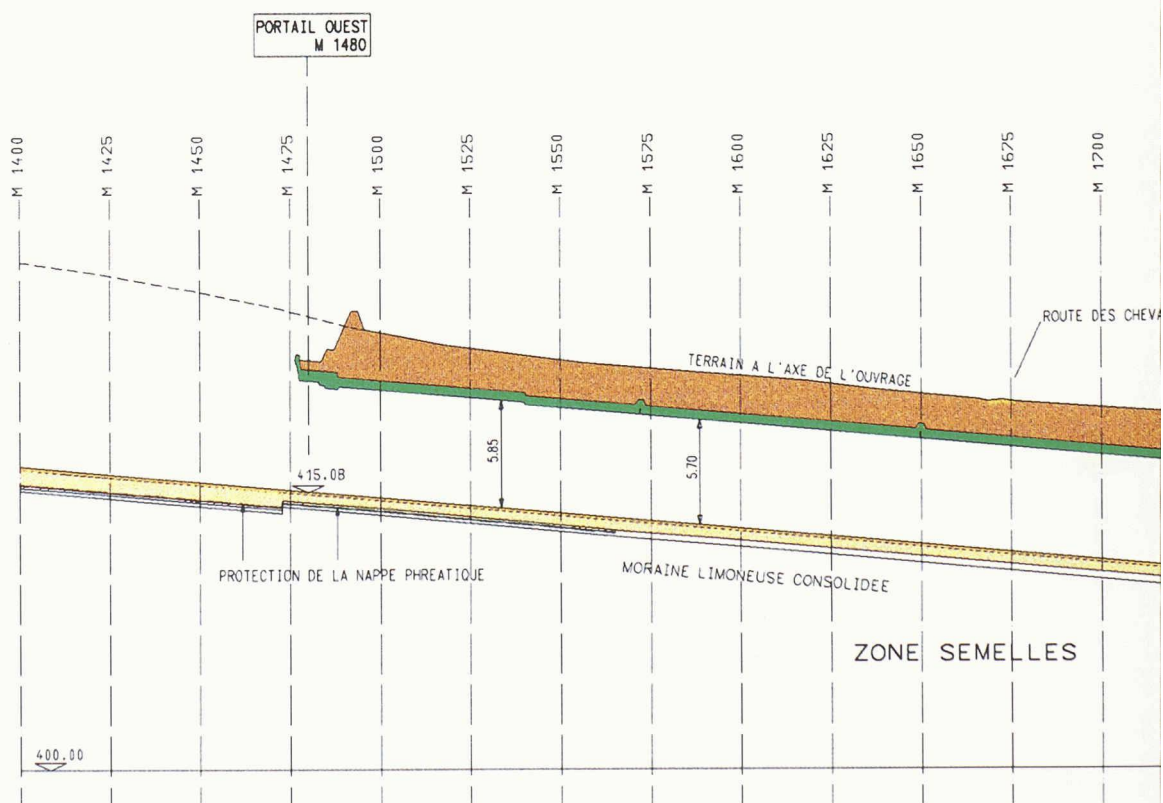 PORTAIL OUEST
M 1480
M 1400
M 1425
M 1450
M 1475
M 1500
M 1525
M 1550
M 1575
M 1600
M 1625
M 1650
M 1675
M 1700
ROUTE DES CHEVA
TERRAIN A L'AXE DE L'OUVRAGE
5.85
5.70
415.08
PROTECTION DE LA NAPPE PHREATIQUE
MORAINE LIMONEUSE CONSOLIDEE
ZONE SEMELLES
400.00